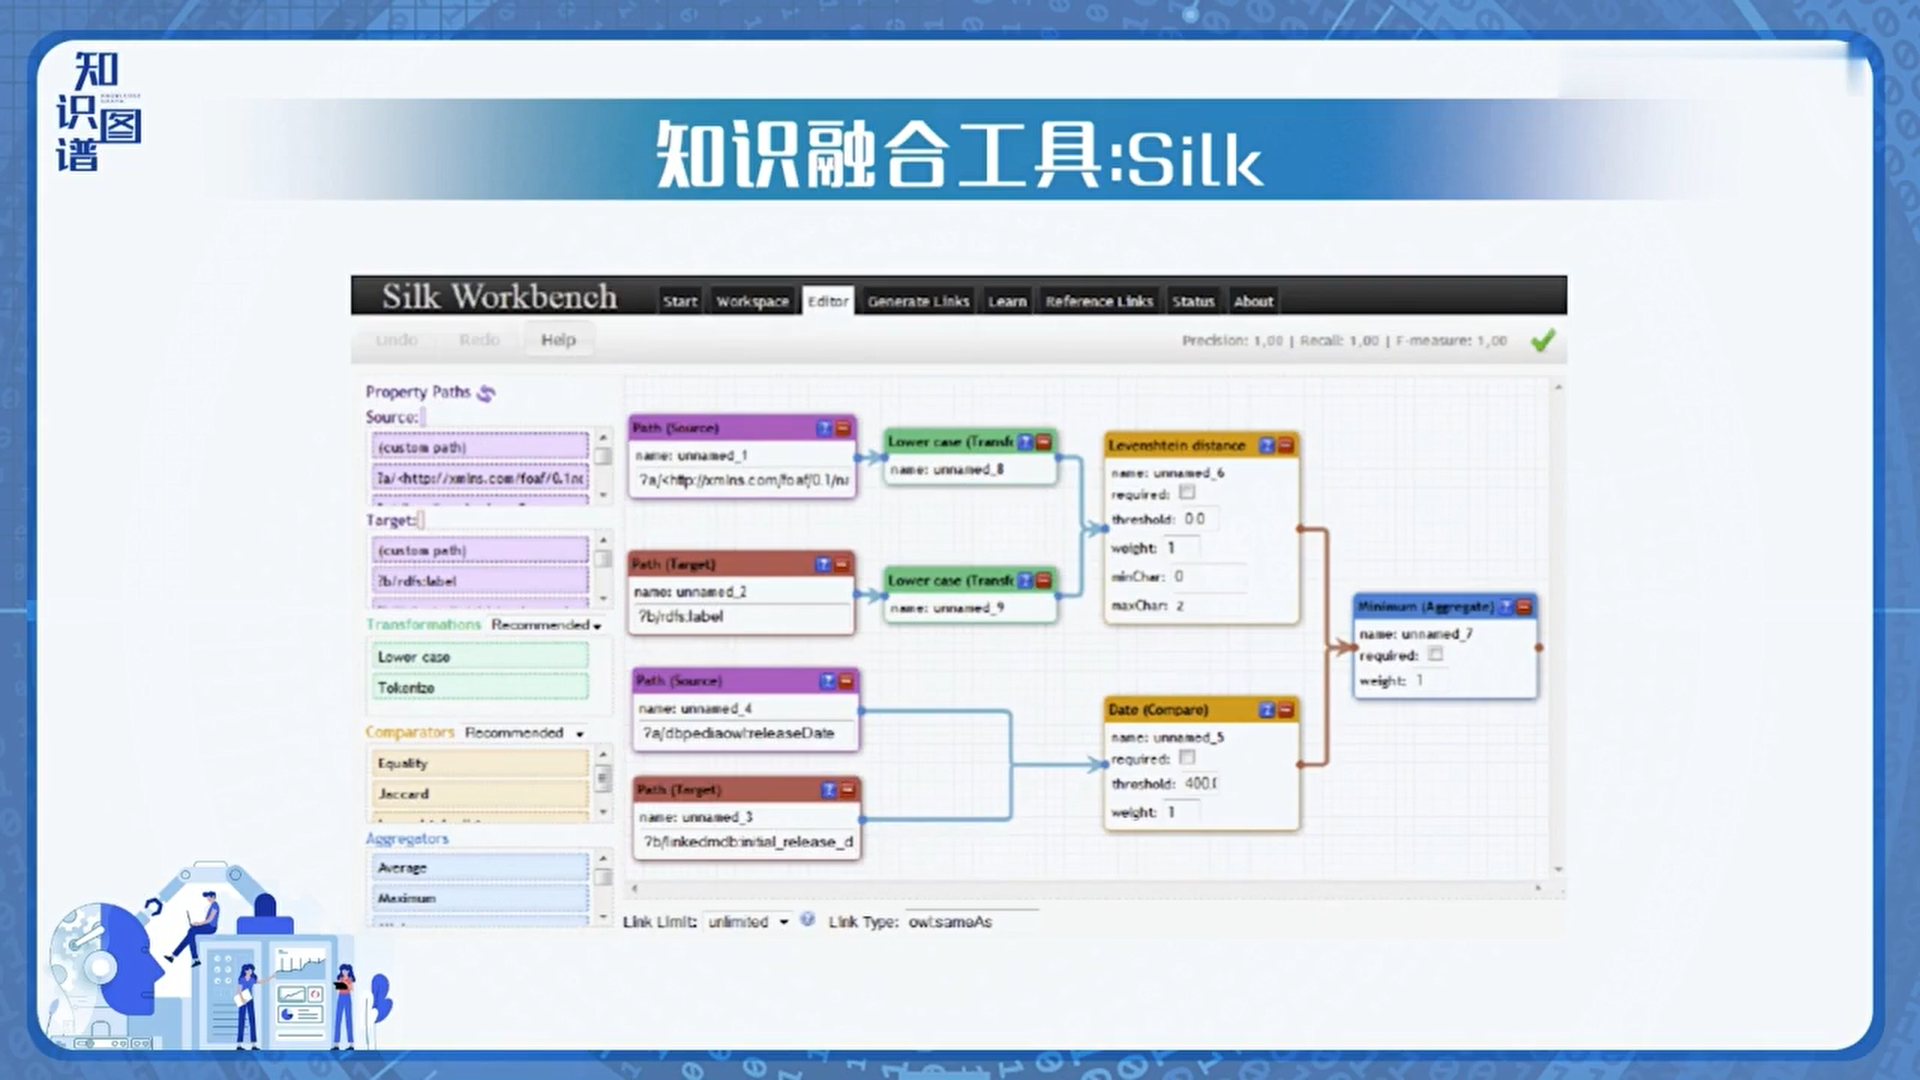 知识图谱
知识融合工具:Silk
Silk Workbench
Start Workspace Editor Generate Links Learn Reference Links Status About
Undo Redo Help
Precision: 1,00 | Recall: 1,00 | F-measure: 1,00
Property Paths
Source:
(custom path)
?a/<http://xmlns.com/foaf/0.1/na
Target:
(custom path)
?b/rdfs:label
Transformations Recommended
Lower case
Tokenize
Comparators Recommended
Equality
Jaccard
Aggregators
Average
Maximum
Path (Source)
name: unnamed_1
?a/<http://xmlns.com/foaf/0.1/na
Lower case (Transf
name: unnamed_8
Path (Target)
name: unnamed_2
?b/rdfs:label
Lower case (Transf
name: unnamed_9
Path (Source)
name: unnamed_4
?a/dbpediaowl:releaseDate
Path (Target)
name: unnamed_3
?b/linkedmdb:initial_release_d
Levenshtein distance
name: unnamed_6
required:
threshold: 0.0
weight: 1
minChar: 0
maxChar: z
Date (Compare)
name: unnamed_5
required:
threshold: 400.0
weight: 1
Minimum (Aggregate)
name: unnamed_7
required:
weight: 1
Link Limit: unlimited Link Type: owl:sameAs